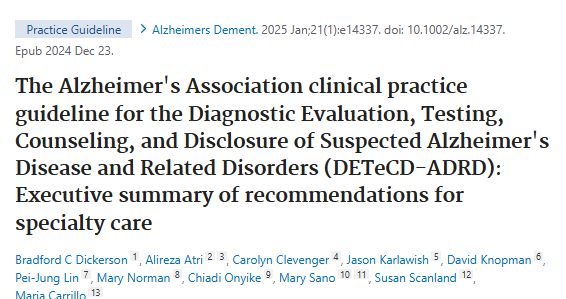 Practice Guideline > Alzheimers Dement. 2025 Jan;21(1):e14337. doi: 10.1002/alz.14337.
Epub 2024 Dec 23.
The Alzheimer's Association clinical practice
guideline for the Diagnostic Evaluation, Testing,
Counseling, and Disclosure of Suspected Alzheimer's
Disease and Related Disorders (DETeCD-ADRD):
Executive summary of recommendations for
specialty care
Bradford C Dickerson 1, Alireza Atri 2 3, Carolyn Clevenger 4, Jason Karlawish 5, David Knopman 6,
Pei-Jung Lin 7, Mary Norman 8, Chiadi Onyike 9, Mary Sano 10 11, Susan Scanland 12,
Maria Carrillo 13